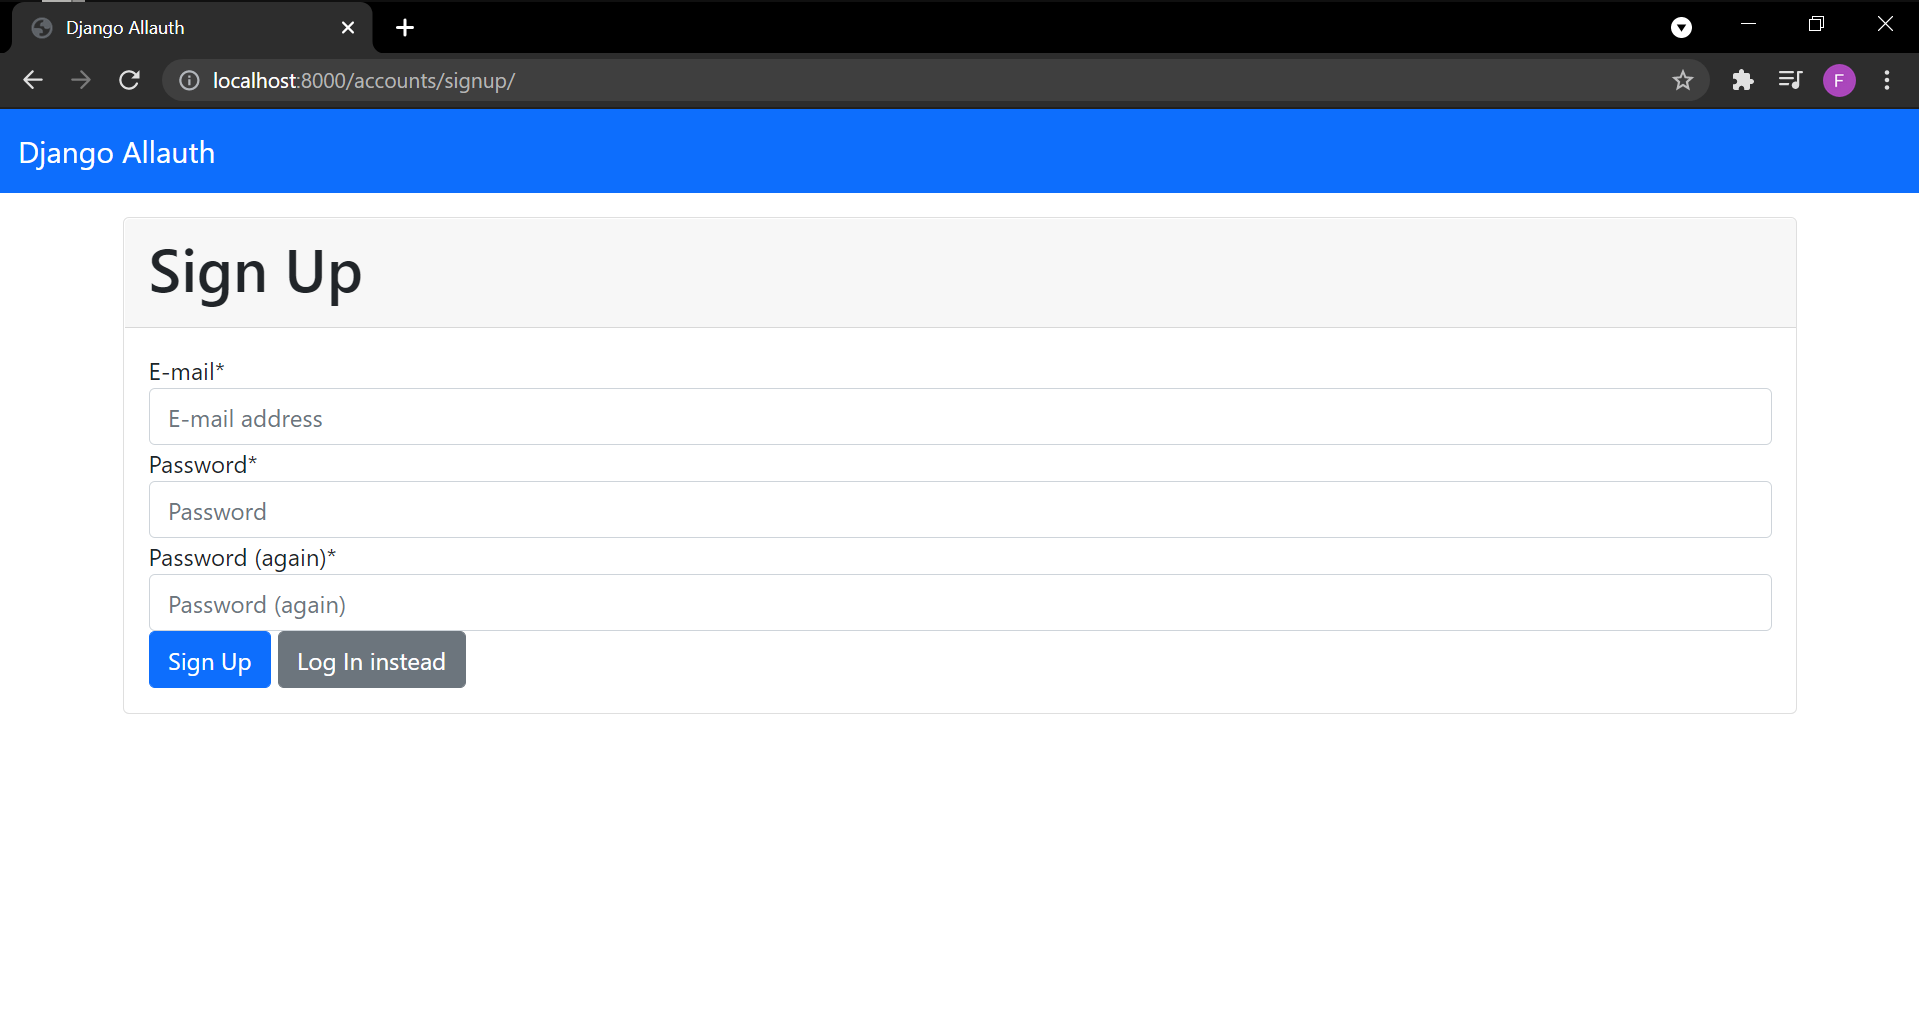 Django Allauth
localhost:8000/accounts/signup/
F
Django Allauth
Sign Up
E-mail*
E-mail address
Password*
Password
Password (again)*
Password (again)
Sign Up Log In instead